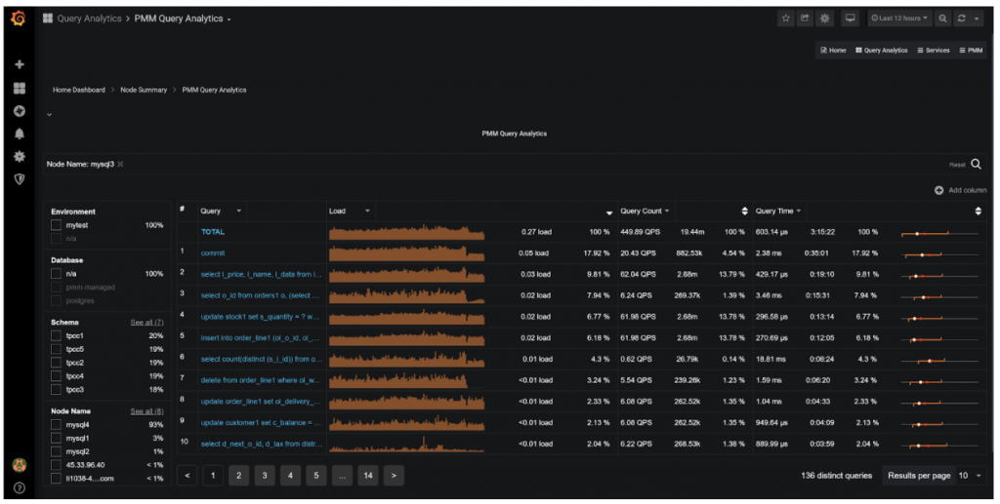 Query Analytics > PMM Query Analytics
Last 12 hours
Home Query Analytics Services PMM
Home Dashboard > Node Summary > PMM Query Analytics
PMM Query Analytics
Node Name: mysql3
Reset
Add column
Environment
mytest 100%
n/a
Database
n/a 100%
pmm-managed
postgres
Schema See all (7)
tpcc1 20%
tpcc5 19%
tpcc2 19%
tpcc4 19%
tpcc3 18%
Node Name See all (8)
mysql4 93%
mysql1 3%
mysql2 1%
45.33.96.40 < 1%
li1038-4....com < 1%
# Query Load Query Count Query Time
TOTAL 0.27 load 100 % 449.89 QPS 19.44m 100 % 603.14 µs 3:15:22 100 %
1 commit 0.05 load 17.92 % 20.43 QPS 882.53k 4.54 % 2.38 ms 0:35:01 17.92 %
2 select i_price, i_name, i_data from i... 0.03 load 9.81 % 62.04 QPS 2.68m 13.79 % 429.17 µs 0:19:10 9.81 %
3 select o_id from orders1 o, (select ... 0.02 load 7.94 % 6.24 QPS 269.37k 1.39 % 3.46 ms 0:15:31 7.94 %
4 update stock1 set s_quantity = ? w... 0.02 load 6.77 % 61.98 QPS 2.68m 13.78 % 296.58 µs 0:13:14 6.77 %
5 insert into order_line1 (ol_o_id, ol_... 0.02 load 6.18 % 61.98 QPS 2.68m 13.78 % 270.69 µs 0:12:05 6.18 %
6 select count(distinct (s_i_id)) from o... 0.01 load 4.3 % 0.62 QPS 26.79k 0.14 % 18.81 ms 0:08:24 4.3 %
7 delete from order_line1 where ol_w... <0.01 load 3.24 % 5.54 QPS 239.26k 1.23 % 1.59 ms 0:06:20 3.24 %
8 update order_line1 set ol_delivery_... <0.01 load 2.33 % 6.08 QPS 262.52k 1.35 % 1.04 ms 0:04:33 2.33 %
9 update customer1 set c_balance = ... <0.01 load 2.13 % 6.08 QPS 262.52k 1.35 % 949.64 µs 0:04:09 2.13 %
10 select d_next_o_id, d_tax from distr... <0.01 load 2.04 % 6.22 QPS 268.53k 1.38 % 889.99 µs 0:03:59 2.04 %
< 1 2 3 4 5 ... 14 >
136 distinct queries Results per page 10